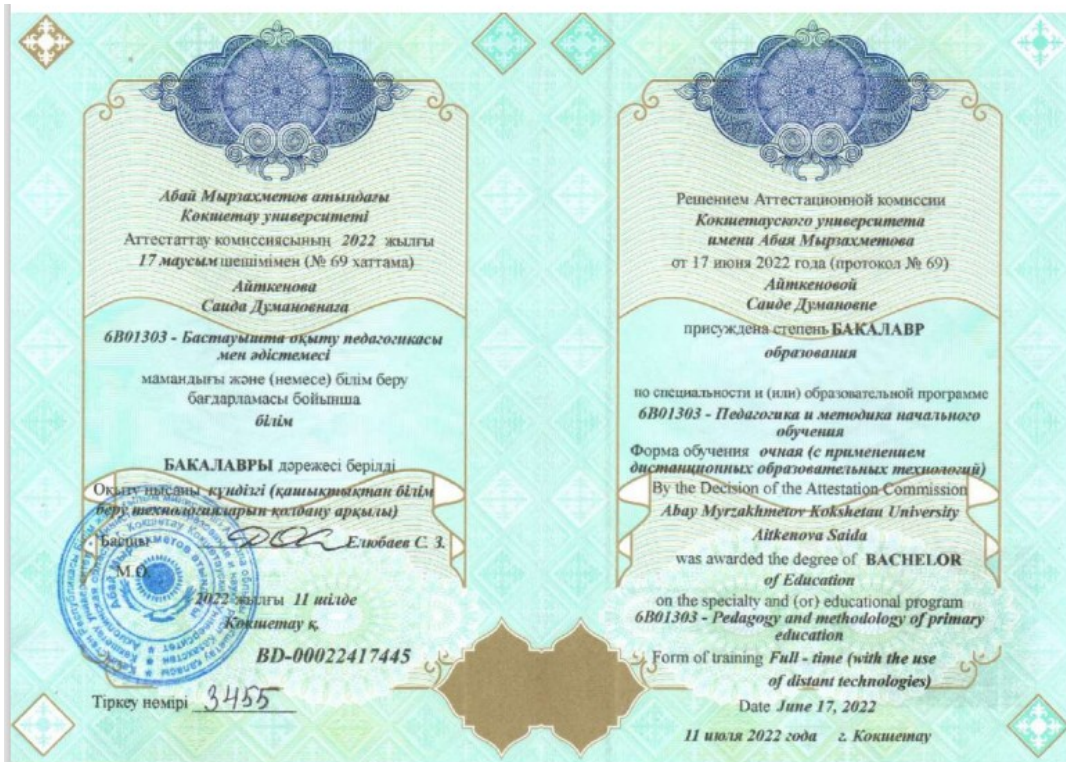 Абай Мырзахметов атындағы
Көкшетау университеті
Аттестаттау комиссиясының 2022 жылғы
17 маусым шешімімен (№ 69 хаттама)
Айткенова
Саида Думановнаға
6B01303 - Бастауышта оқыту педагогикасы
мен әдістемесі
мамандығы және (немесе) білім беру
бағдарламасы бойынша
білім
БАКАЛАВРЫ дәрежесі берілді
Оқыту нысаны күндізгі (қашықтықтан білім
беру технологияларын қолдану арқылы)
Басшы Елюбаев С. З.
М.О.
2022 жылғы 11 шілде
Көкшетау қ.
BD-00022417445
Тіркеу нөмірі 3455
Решением Аттестационной комиссии
Кокшетауского университета
имени Абая Мырзахметова
от 17 июня 2022 года (протокол № 69)
Айткеновой
Саиде Думановне
присуждена степень БАКАЛАВР
образования
по специальности и (или) образовательной программе
6B01303 - Педагогика и методика начального
обучения
Форма обучения очная (с применением
дистанционных образовательных технологий)
By the Decision of the Attestation Commission
Abay Myrzakhmetov Kokshetau University
Aitkenova Saida
was awarded the degree of BACHELOR
of Education
on the specialty and (or) educational program
6B01303 - Pedagogy and methodology of primary
education
Form of training Full - time (with the use
of distant technologies)
Date June 17, 2022
11 июля 2022 года г. Кокшетау